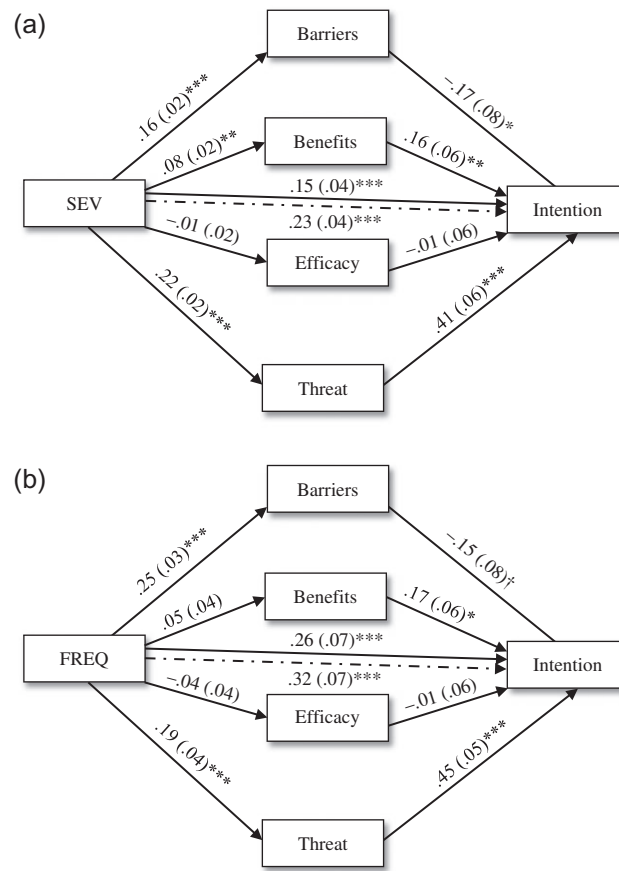 (a)
Barriers
.16 (.02)***
−.17 (.08)*
Benefits
.08 (.02)**
.16 (.06)**
.15 (.04)***
SEV
Intention
.23 (.04)***
−.01 (.02)
−.01 (.06)
Efficacy
.22 (.02)***
.41 (.06)***
Threat
(b)
Barriers
.25 (.03)***
−.15 (.08)†
Benefits
.05 (.04)
.17 (.06)*
.26 (.07)***
FREQ
Intention
.32 (.07)***
−.04 (.04)
−.01 (.06)
Efficacy
.19 (.04)***
.45 (.05)***
Threat